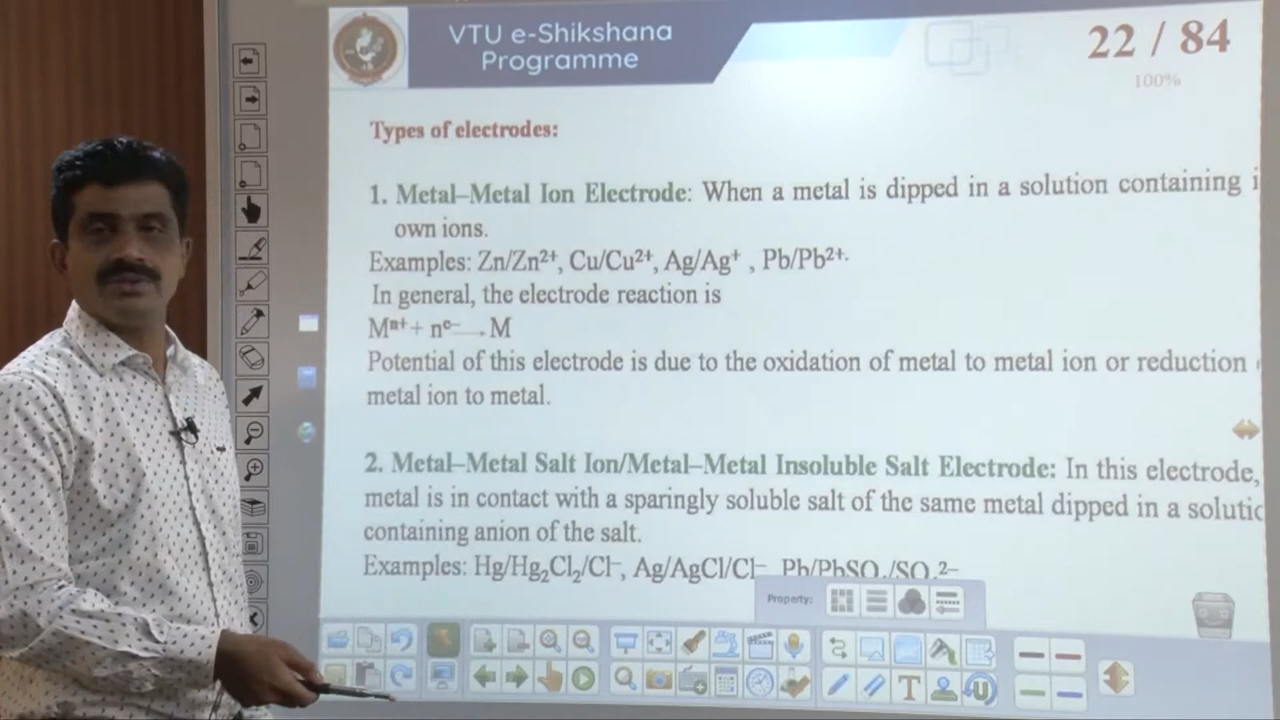 VTU e-Shikshana
Programme
22 / 84
100%
Types of electrodes:
1. Metal–Metal Ion Electrode: When a metal is dipped in a solution containing i
own ions.
Examples: Zn/Zn²⁺, Cu/Cu²⁺, Ag/Ag⁺ , Pb/Pb²⁺.
In general, the electrode reaction is
Mⁿ⁺ + ne⁻ → M
Potential of this electrode is due to the oxidation of metal to metal ion or reduction
metal ion to metal.
2. Metal–Metal Salt Ion/Metal–Metal Insoluble Salt Electrode: In this electrode,
metal is in contact with a sparingly soluble salt of the same metal dipped in a solutio
containing anion of the salt.
Examples: Hg/Hg₂Cl₂/Cl⁻, Ag/AgCl/Cl⁻ Pb/PbSO₄/SO₄²⁻
Property: